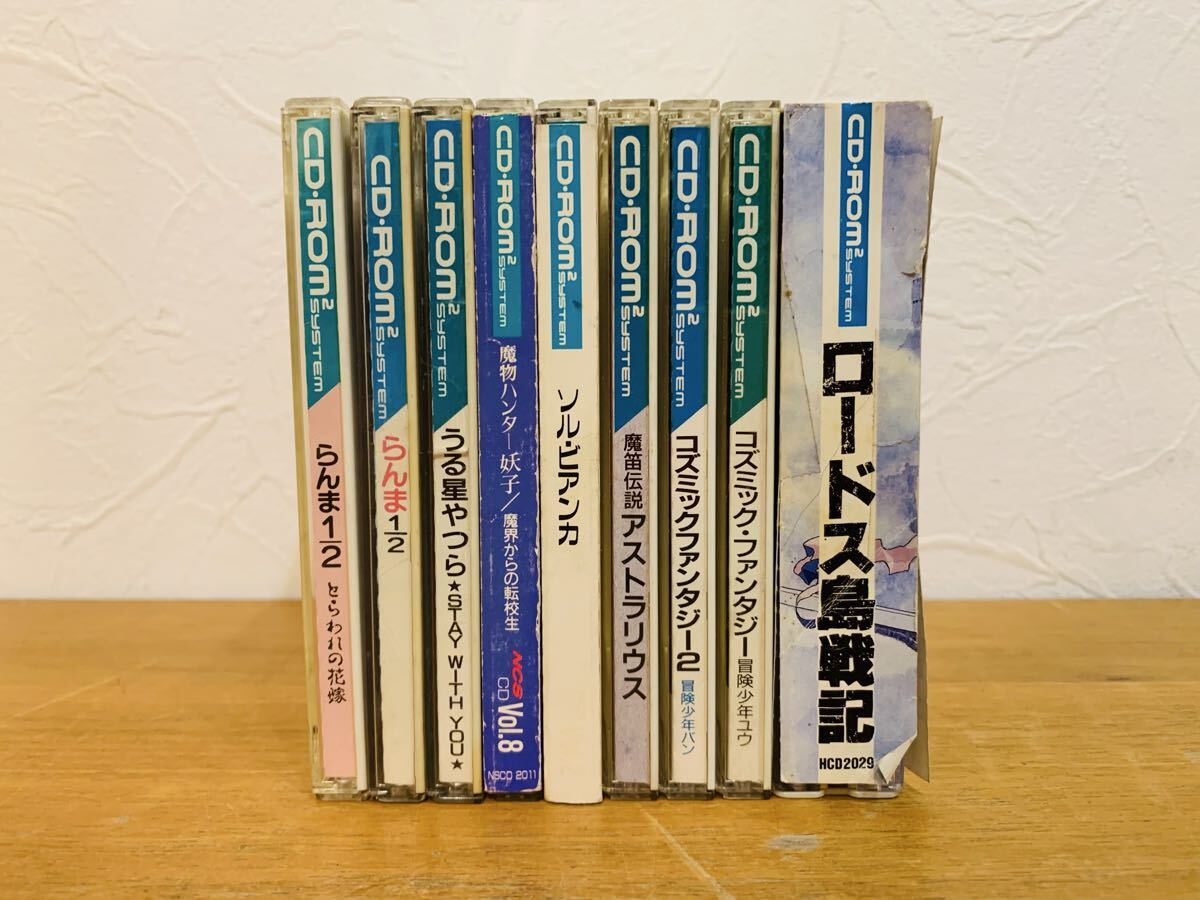 CD・ROM² SYSTEM
らんま1/2 とらわれの花嫁
CD・ROM² SYSTEM
らんま1/2
CD・ROM² SYSTEM
うる星やつら★STAY WITH YOU★
CD・ROM² SYSTEM
魔物ハンター妖子/魔界からの転校生
NCS
CD Vol.8
NSCD 2011
CD・ROM² SYSTEM
ソル・ビアンカ
CD・ROM² SYSTEM
魔笛伝説 アストラリウス
CD・ROM² SYSTEM
コズミックファンタジー2 冒険少年バン
CD・ROM² SYSTEM
コズミック・ファンタジー 冒険少年ユウ
CD・ROM² SYSTEM
ロードス島戦記
HCD2029